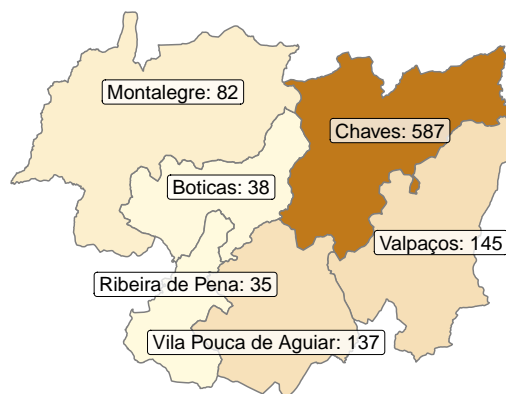 Montalegre: 82
Chaves: 587
Boticas: 38
Valpaços: 145
Ribeira de Pena: 35
Vila Pouca de Aguiar: 137